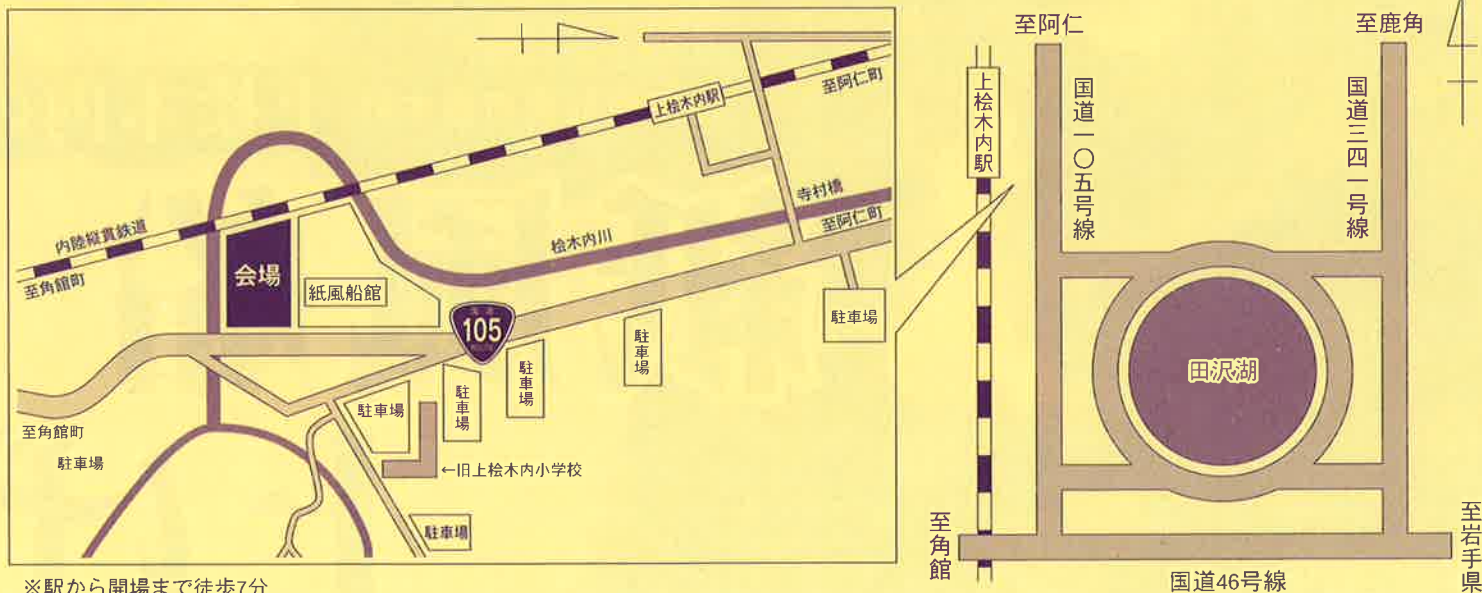 上桧木内駅
至阿仁町
寺村橋
至阿仁町
桧木内川
内陸縦貫鉄道
至角館町
会場
紙風船館
105
駐車場
駐車場
駐車場
駐車場
駐車場
←旧上桧木内小学校
至角館町
駐車場
駐車場
※駅から開場まで徒歩7分
至阿仁
至鹿角
上桧木内駅
国道一〇五号線
国道三四一号線
田沢湖
至角館
至岩手県
国道46号線